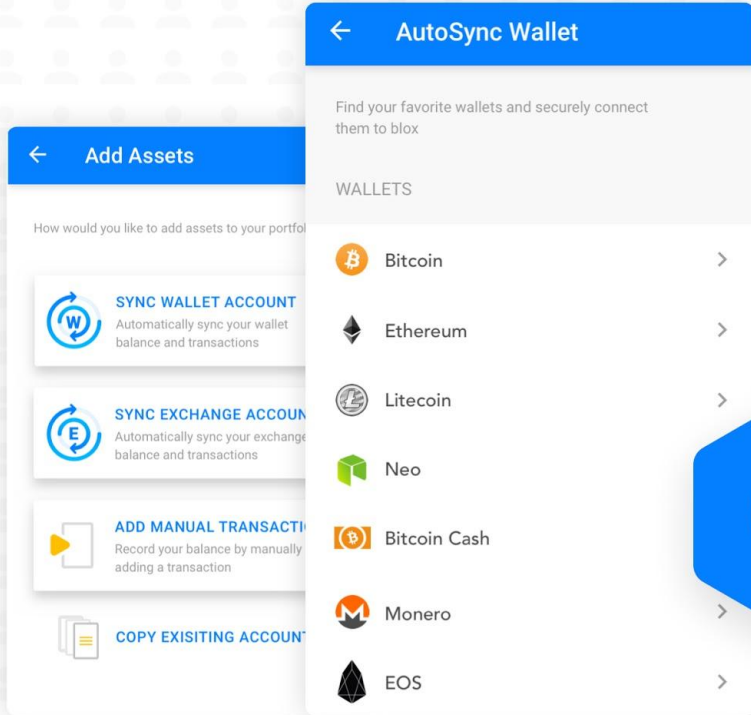 Add Assets
How would you like to add assets to your
SYNC WALLET ACCOUNT
Automatically sync your wallet
balance and transactions
SYNC EXCHANGE
Automatically sync your exchange
balance and transactions
ADD MANUAL
Record your balance by manually
adding a transaction
COPY EXISITING ACCOUNT
AutoSync Wallet
Find your favorite wallets and securely connect
them to blox
WALLETS
Bitcoin
Ethereum
Litecoin
Neo
Bitcoin Cash
Monero
EOS